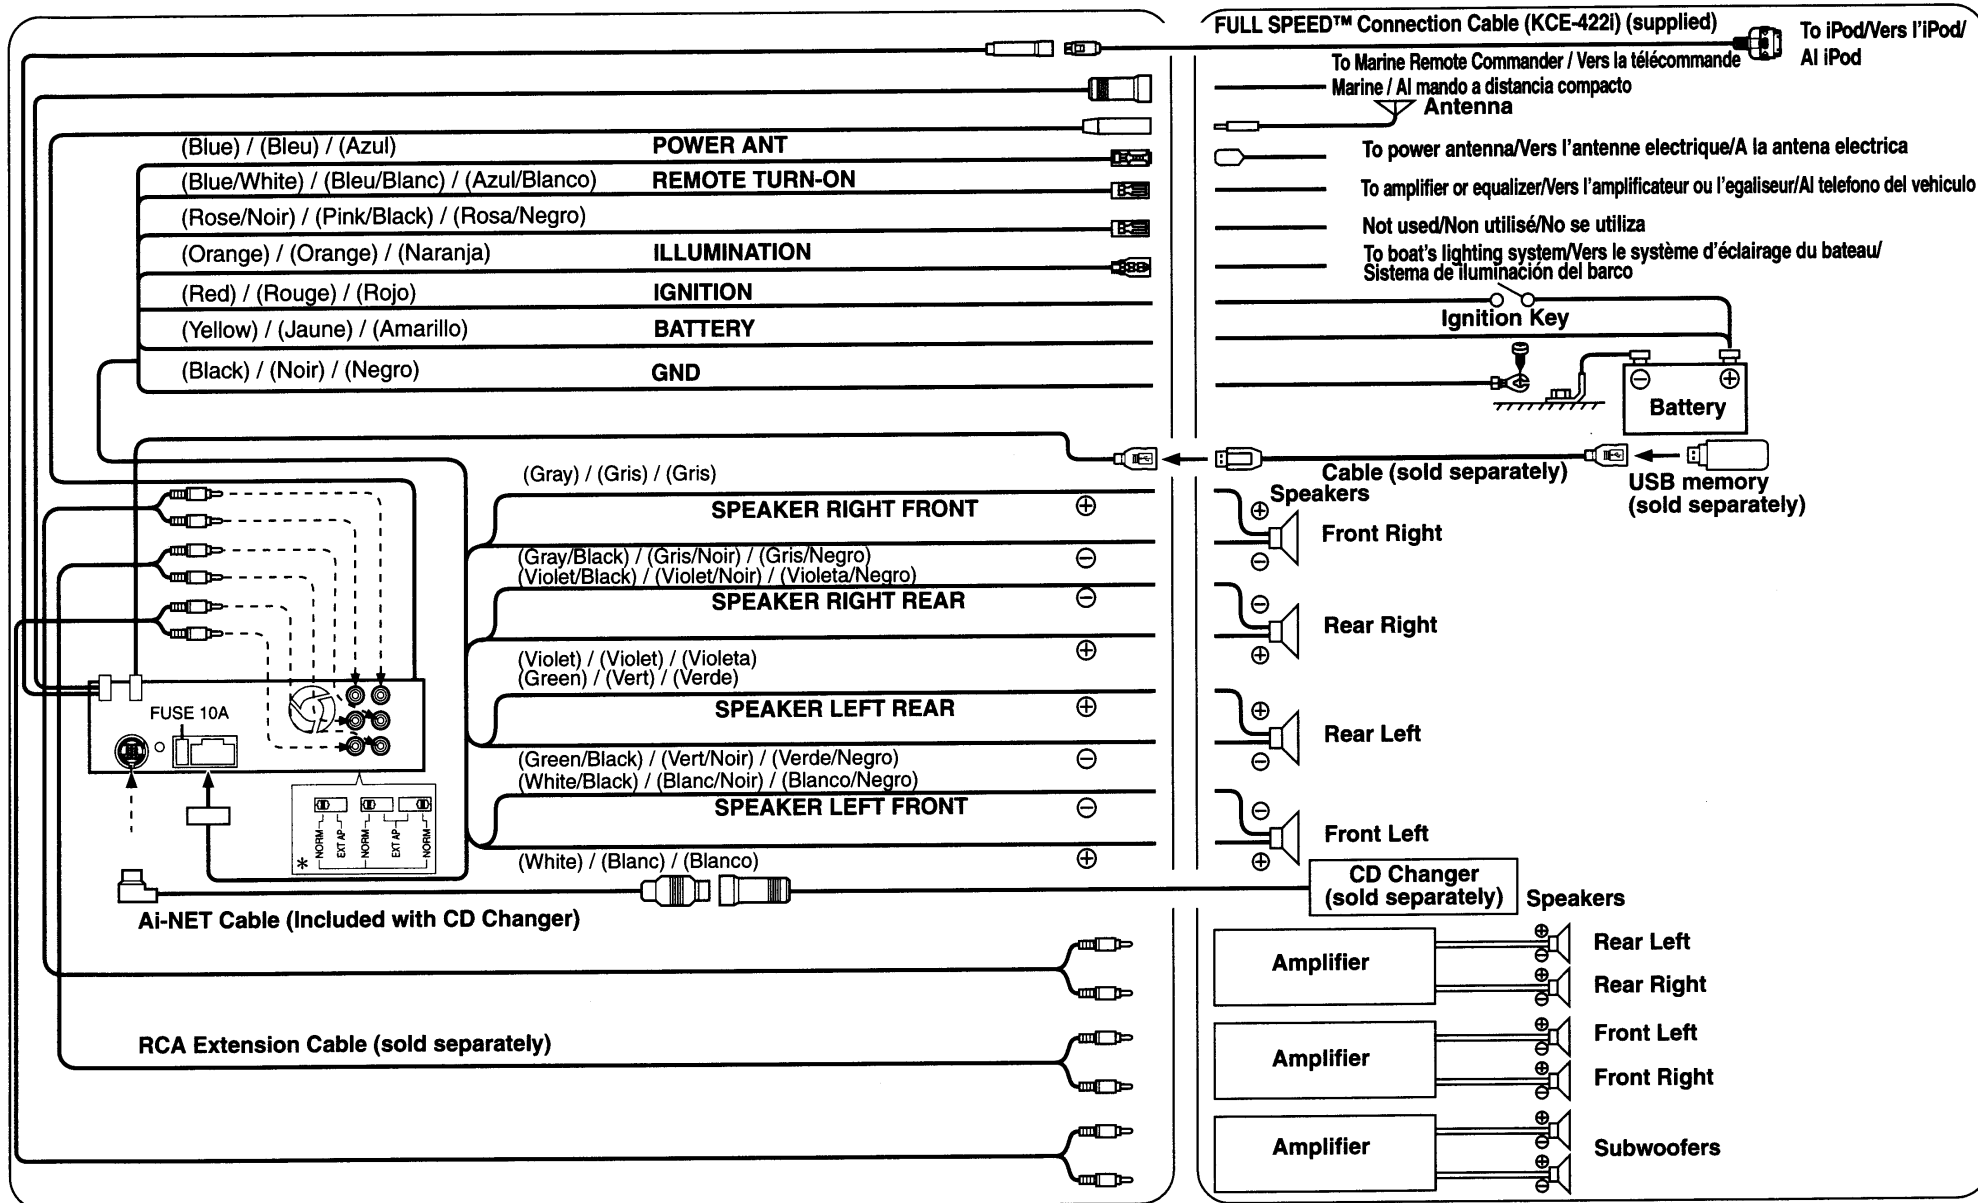 FULL SPEED™ Connection Cable (KCE-422i) (supplied)
To iPod/Vers l'iPod/
Al iPod
To Marine Remote Commander / Vers la télécommande
Marine / Al mando a distancia compacto
Antenna
(Blue) / (Bleu) / (Azul) POWER ANT
To power antenna/Vers l'antenne electrique/A la antena electrica
(Blue/White) / (Bleu/Blanc) / (Azul/Blanco) REMOTE TURN-ON
To amplifier or equalizer/Vers l'amplificateur ou l'egaliseur/Al telefono del vehiculo
(Rose/Noir) / (Pink/Black) / (Rosa/Negro)
Not used/Non utilisé/No se utiliza
(Orange) / (Orange) / (Naranja) ILLUMINATION
To boat's lighting system/Vers le système d'éclairage du bateau/
Sistema de iluminación del barco
(Red) / (Rouge) / (Rojo) IGNITION
Ignition Key
(Yellow) / (Jaune) / (Amarillo) BATTERY
(Black) / (Noir) / (Negro) GND
Battery
Cable (sold separately)
USB memory
(sold separately)
(Gray) / (Gris) / (Gris)
Speakers
SPEAKER RIGHT FRONT
Front Right
(Gray/Black) / (Gris/Noir) / (Gris/Negro)
(Violet/Black) / (Violet/Noir) / (Violeta/Negro)
SPEAKER RIGHT REAR
Rear Right
(Violet) / (Violet) / (Violeta)
(Green) / (Vert) / (Verde)
SPEAKER LEFT REAR
Rear Left
FUSE 10A
(Green/Black) / (Vert/Noir) / (Verde/Negro)
(White/Black) / (Blanc/Noir) / (Blanco/Negro)
SPEAKER LEFT FRONT
Front Left
(White) / (Blanc) / (Blanco)
* NORM
EXT AP
NORM
EXT AP
NORM
CD Changer
(sold separately)
Ai-NET Cable (Included with CD Changer)
Speakers
Amplifier
Rear Left
Rear Right
RCA Extension Cable (sold separately)
Amplifier
Front Left
Front Right
Amplifier
Subwoofers